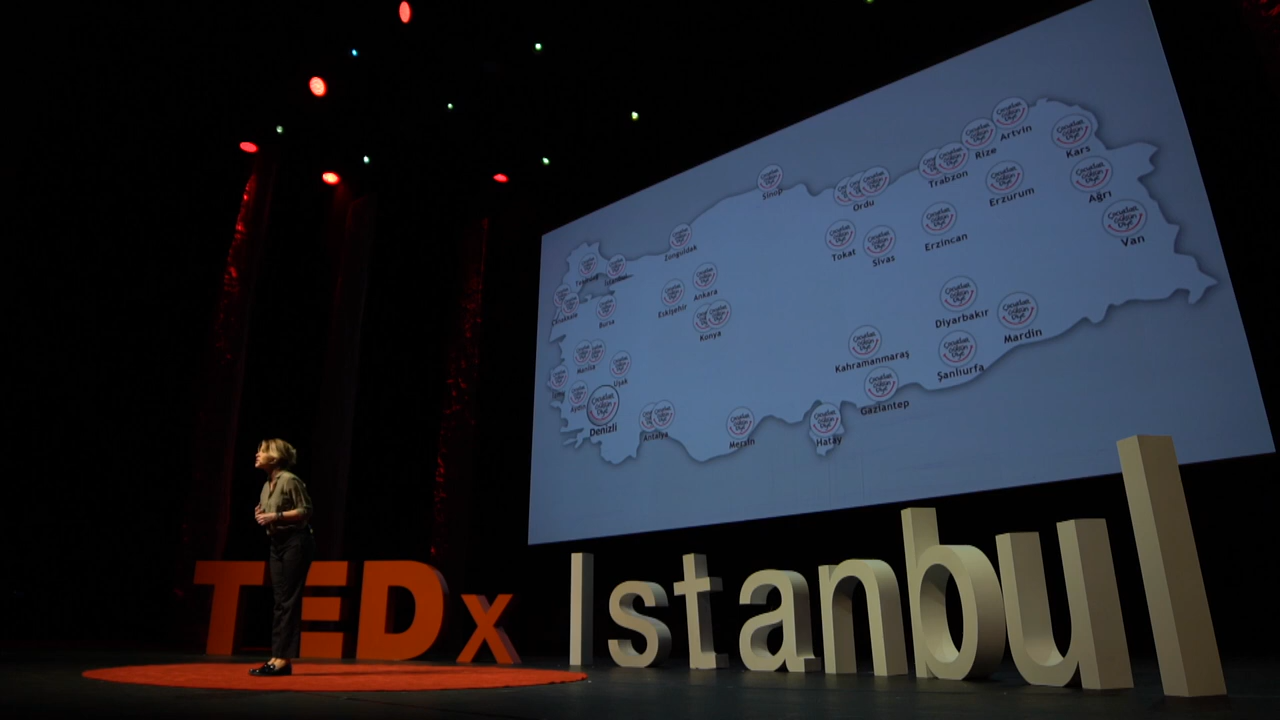 Artvin
Rize
Kars
Trabzon
Erzurum
Ağrı
Sinop
Ordu
Van
Tokat
Sivas
Erzincan
Zonguldak
Ankara
Eskişehir
Bursa
Konya
Diyarbakır
Mardin
Kahramanmaraş
Şanlıurfa
Manisa
Uşak
Aydın
Denizli
Antalya
Mersin
Hatay
Gaziantep
TEDx Istanbul